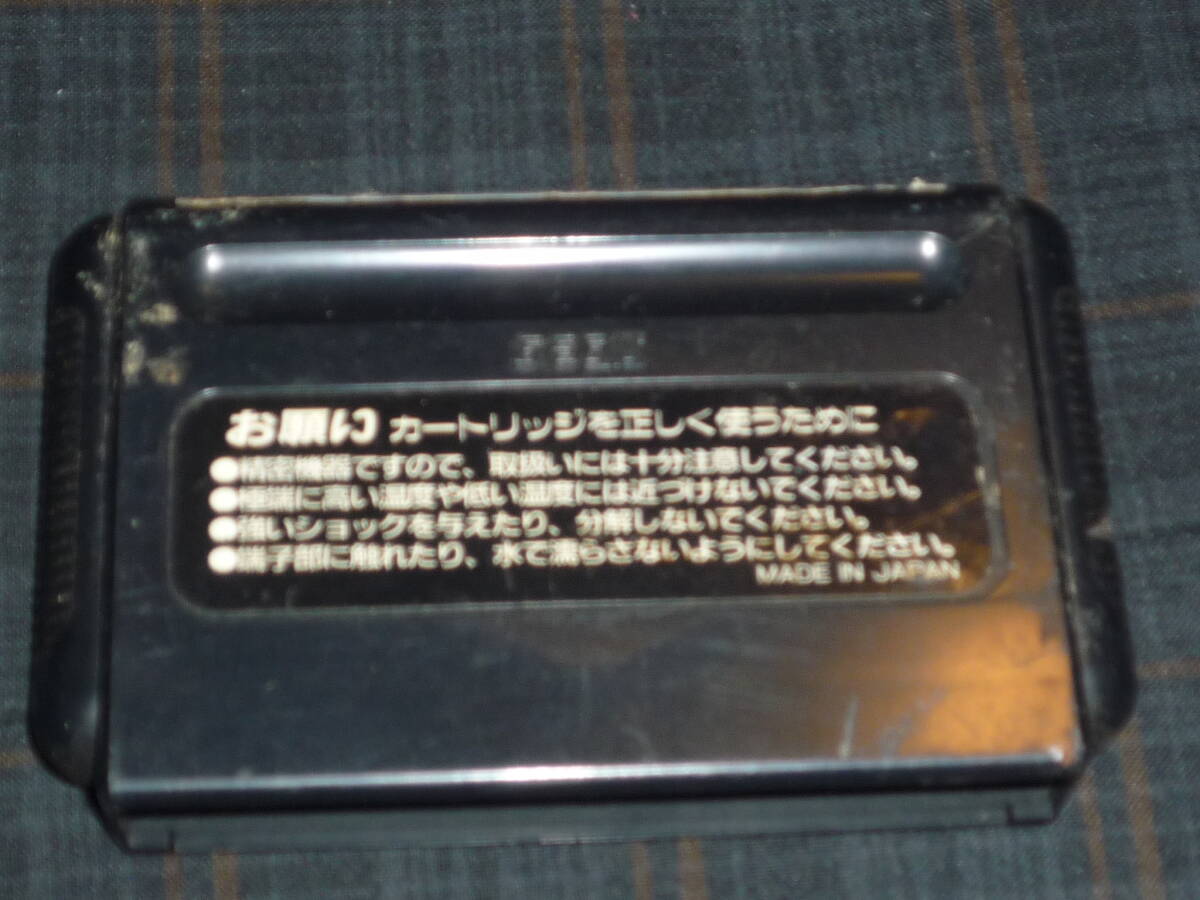 お願い カートリッジを正しく使うために
●精密機器ですので、取扱いには十分注意してください。
●極端に高い温度や低い温度には近づけないでください。
●強いショックを与えたり、分解しないでください。
●端子部に触れたり、水で濡らさないようにしてください。
MADE IN JAPAN